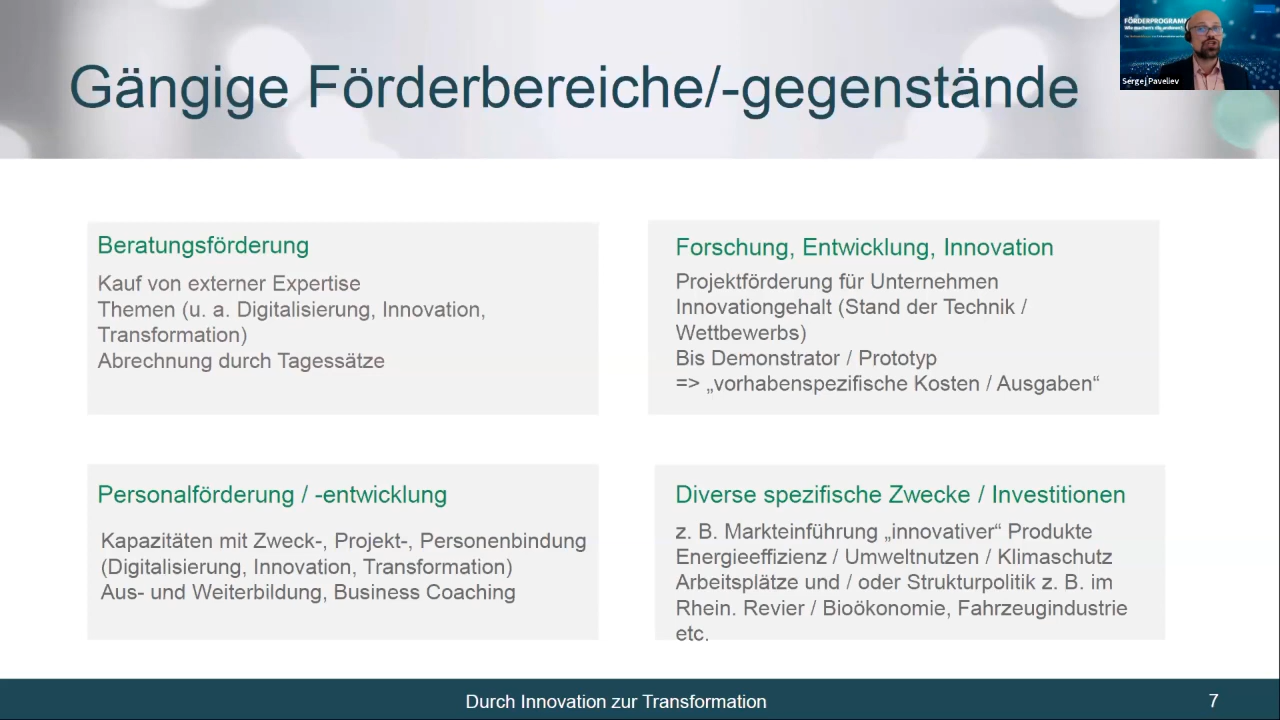 Gängige Förderbereiche/-gegenstände
FÖRDERPROGRAMM
Sergej Paveliev
Beratungsförderung
Kauf von externer Expertise
Themen (u. a. Digitalisierung, Innovation,
Transformation)
Abrechnung durch Tagessätze
Forschung, Entwicklung, Innovation
Projektförderung für Unternehmen
Innovationgehalt (Stand der Technik /
Wettbewerbs)
Bis Demonstrator / Prototyp
=> „vorhabenspezifische Kosten / Ausgaben“
Personalförderung / -entwicklung
Kapazitäten mit Zweck-, Projekt-, Personenbindung
(Digitalisierung, Innovation, Transformation)
Aus- und Weiterbildung, Business Coaching
Diverse spezifische Zwecke / Investitionen
z. B. Markteinführung „innovativer“ Produkte
Energieeffizienz / Umweltnutzen / Klimaschutz
Arbeitsplätze und / oder Strukturpolitik z. B. im
Rhein. Revier / Bioökonomie, Fahrzeugindustrie
etc.
Durch Innovation zur Transformation
7